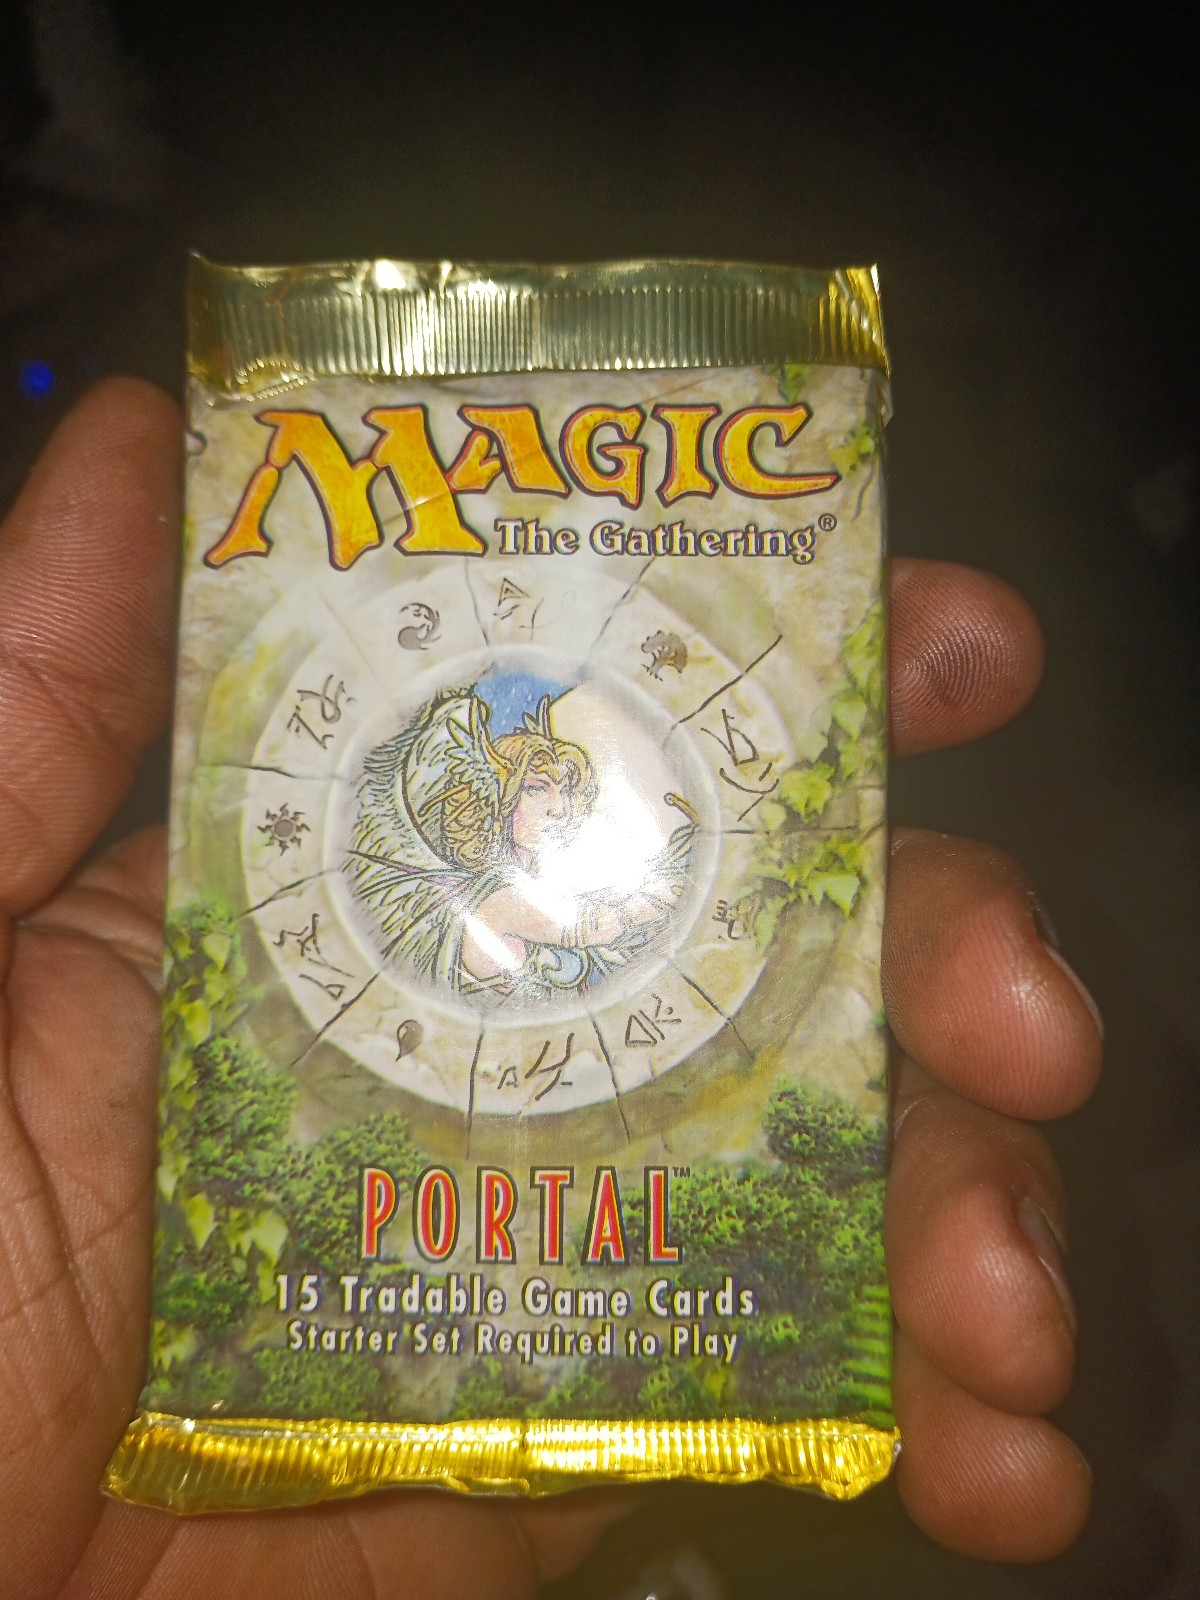 MAGIC
The Gathering®
PORTAL™
15 Tradable Game Cards
Starter Set Required to Play